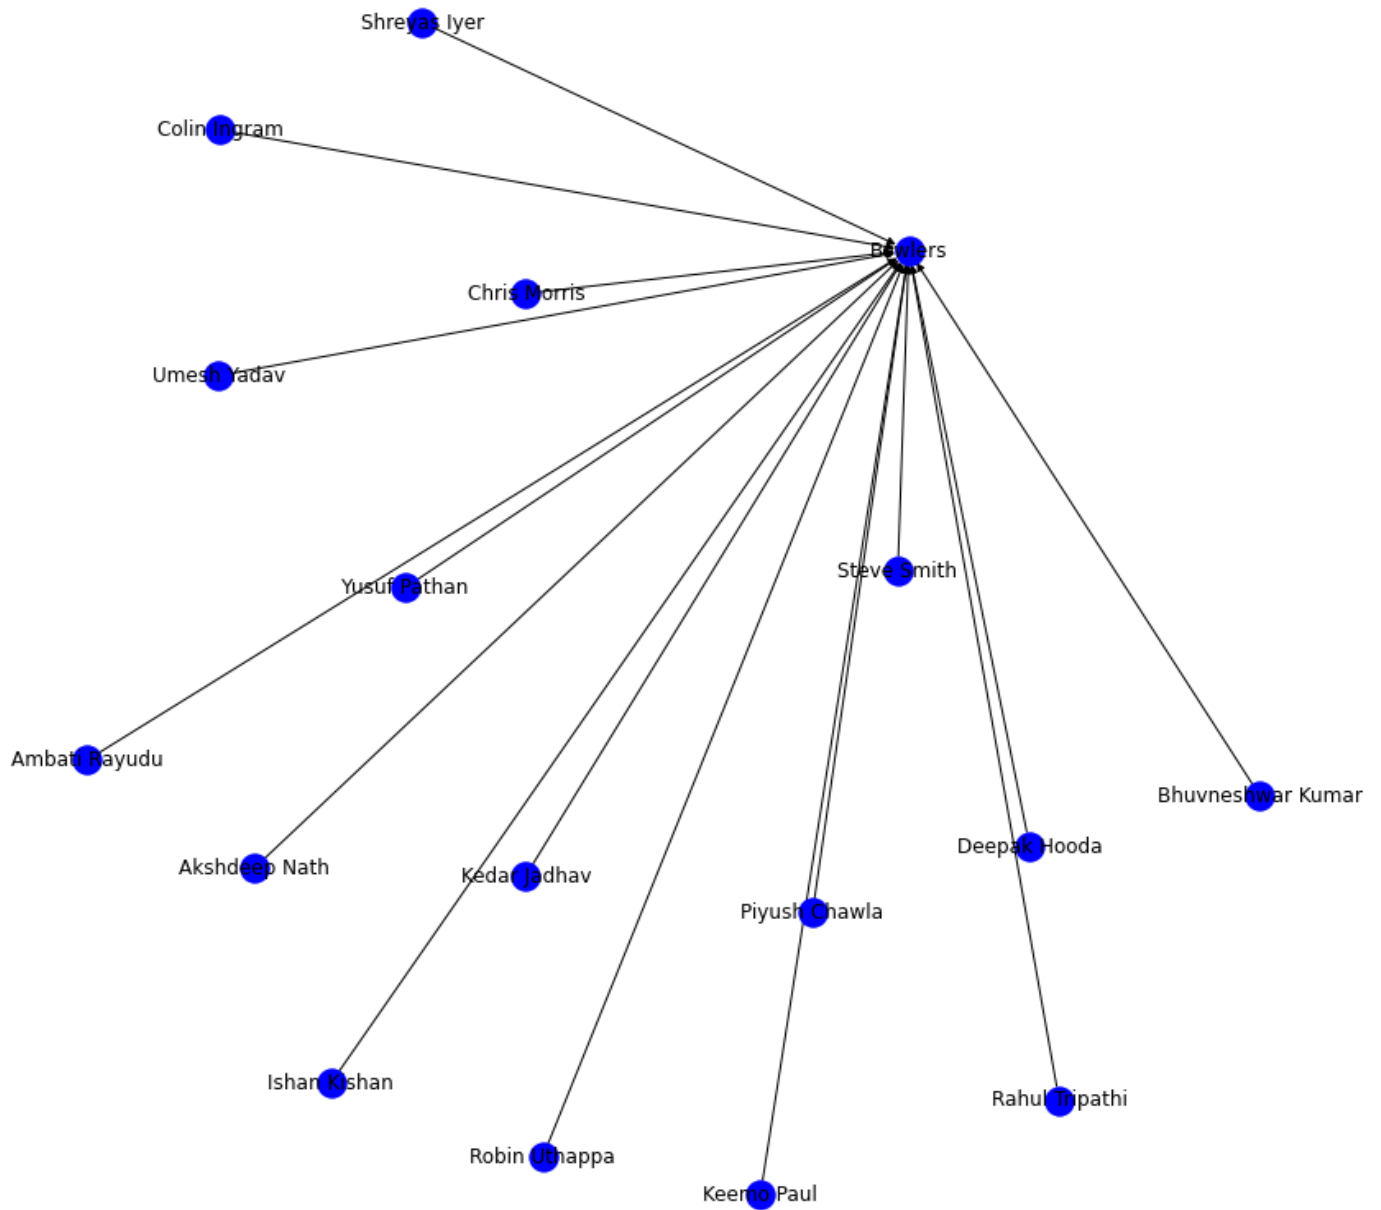 Shreyas Iyer
Colin Ingram
Bowlers
Chris Morris
Umesh Yadav
Steve Smith
Yusuf Pathan
Ambati Rayudu
Bhuvneshwar Kumar
Deepak Hooda
Akshdeep Nath
Kedar Jadhav
Piyush Chawla
Ishan Kishan
Rahul Tripathi
Robin Uthappa
Keemo Paul